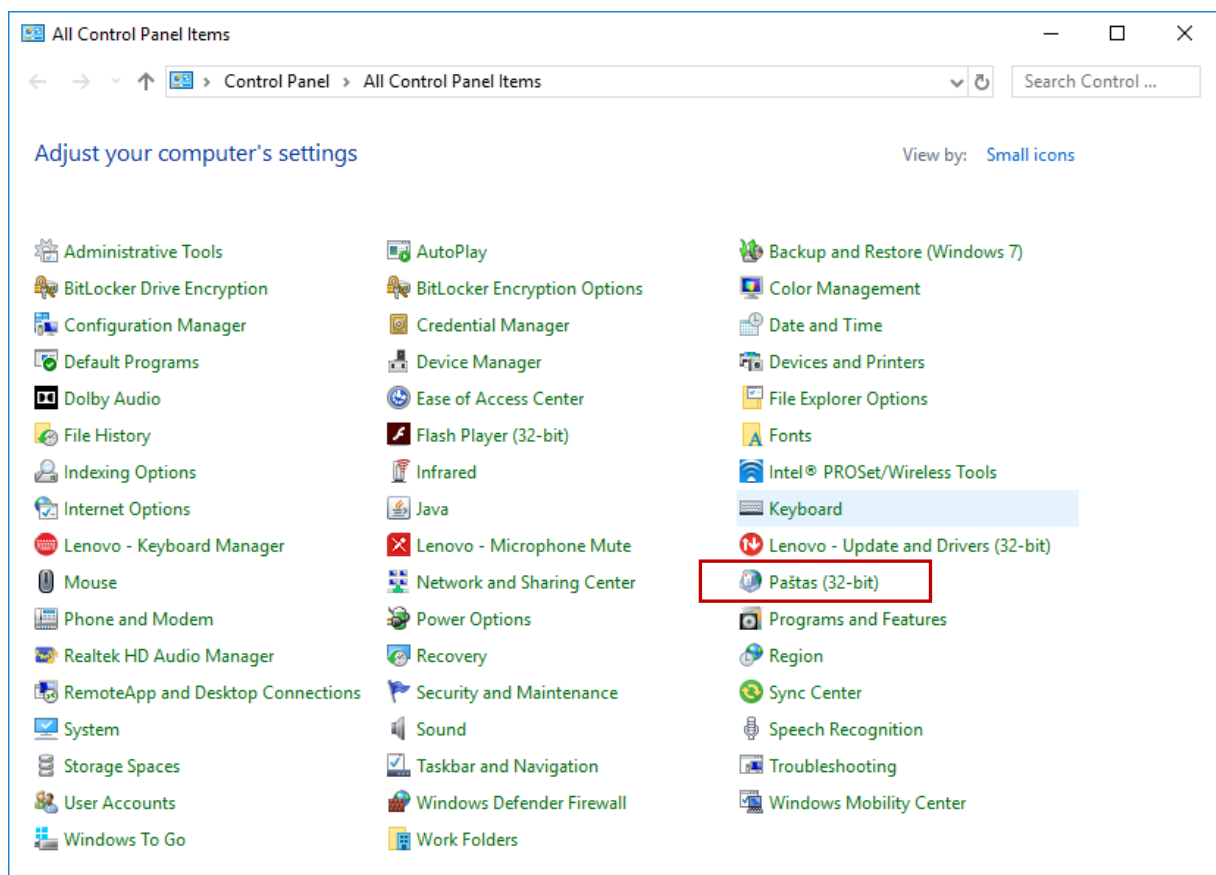 All Control Panel Items
Control Panel > All Control Panel Items
Search Control ...
Adjust your computer's settings
View by: Small icons
Administrative Tools AutoPlay Backup and Restore (Windows 7)
BitLocker Drive Encryption BitLocker Encryption Options Color Management
Configuration Manager Credential Manager Date and Time
Default Programs Device Manager Devices and Printers
Dolby Audio Ease of Access Center File Explorer Options
File History Flash Player (32-bit) Fonts
Indexing Options Infrared Intel® PROSet/Wireless Tools
Internet Options Java Keyboard
Lenovo - Keyboard Manager Lenovo - Microphone Mute Lenovo - Update and Drivers (32-bit)
Mouse Network and Sharing Center Paštas (32-bit)
Phone and Modem Power Options Programs and Features
Realtek HD Audio Manager Recovery Region
RemoteApp and Desktop Connections Security and Maintenance Sync Center
System Sound Speech Recognition
Storage Spaces Taskbar and Navigation Troubleshooting
User Accounts Windows Defender Firewall Windows Mobility Center
Windows To Go Work Folders